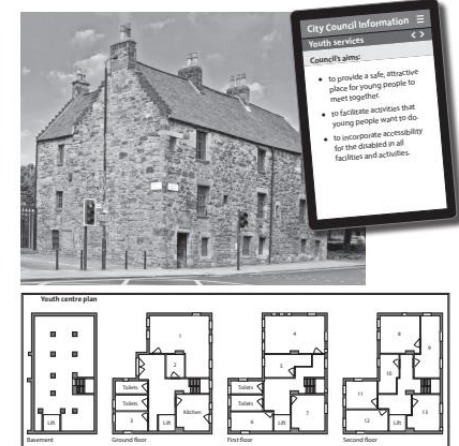 City Council Information
Youth services
Council's aims:
• to provide a safe, attractive
place for young people to
meet together.
• to facilitate activities that
young people want to do.
• to incorporate accessibility
for the disabled in all
facilities and activities.
Youth centre plan
Lift
Basement
1
2
Toilets
Toilets
3
Lift
Kitchen
Ground floor
4
5
Toilets
Toilets
6
Lift
7
First floor
8
9
10
11
12
Lift
13
Second floor